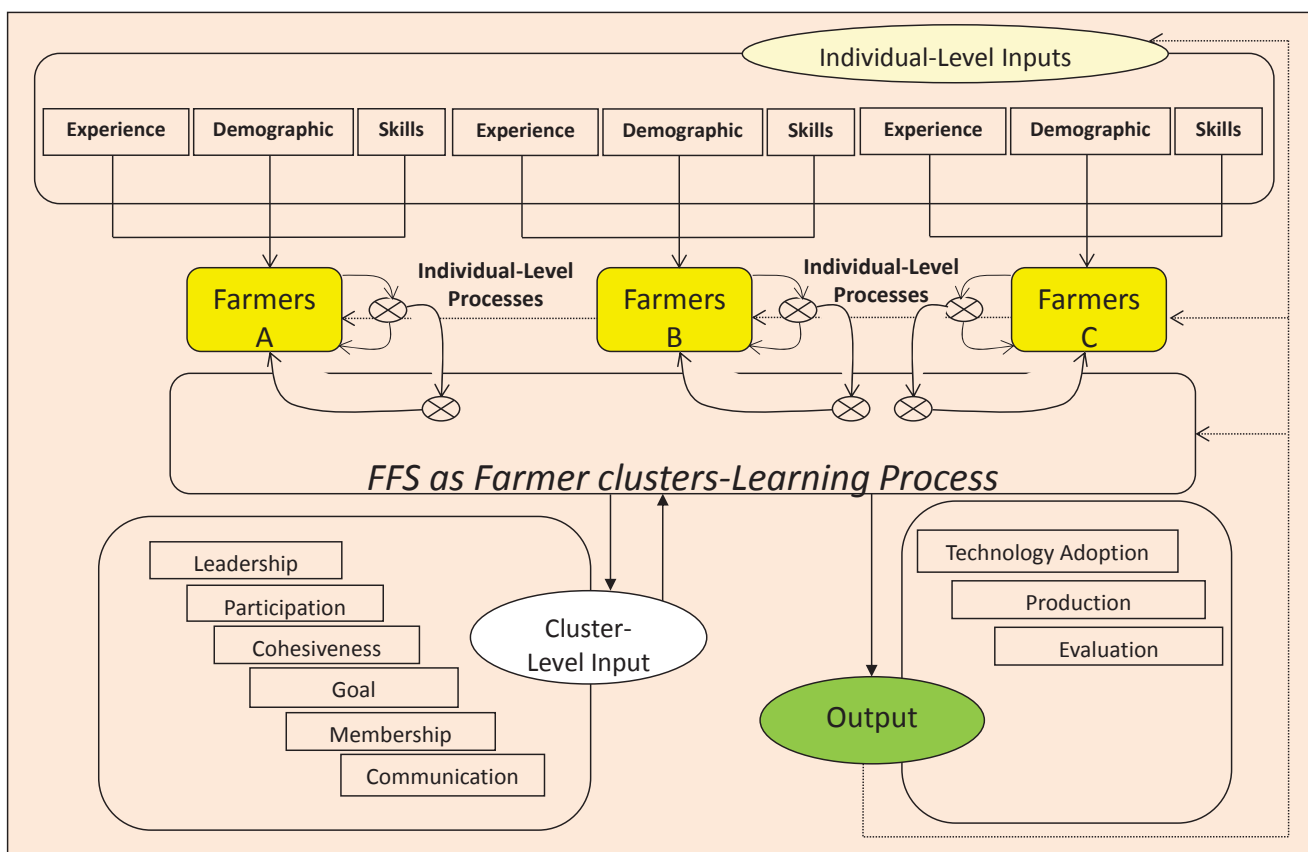 Individual-Level Inputs
Experience
Demographic
Skills
Experience
Demographic
Skills
Experience
Demographic
Skills
Farmers
A
Individual-Level
Processes
Farmers
B
Individual-Level
Processes
Farmers
C
FFS as Farmer clusters-Learning Process
Leadership
Participation
Cohesiveness
Goal
Membership
Communication
Cluster-
Level Input
Output
Technology Adoption
Production
Evaluation